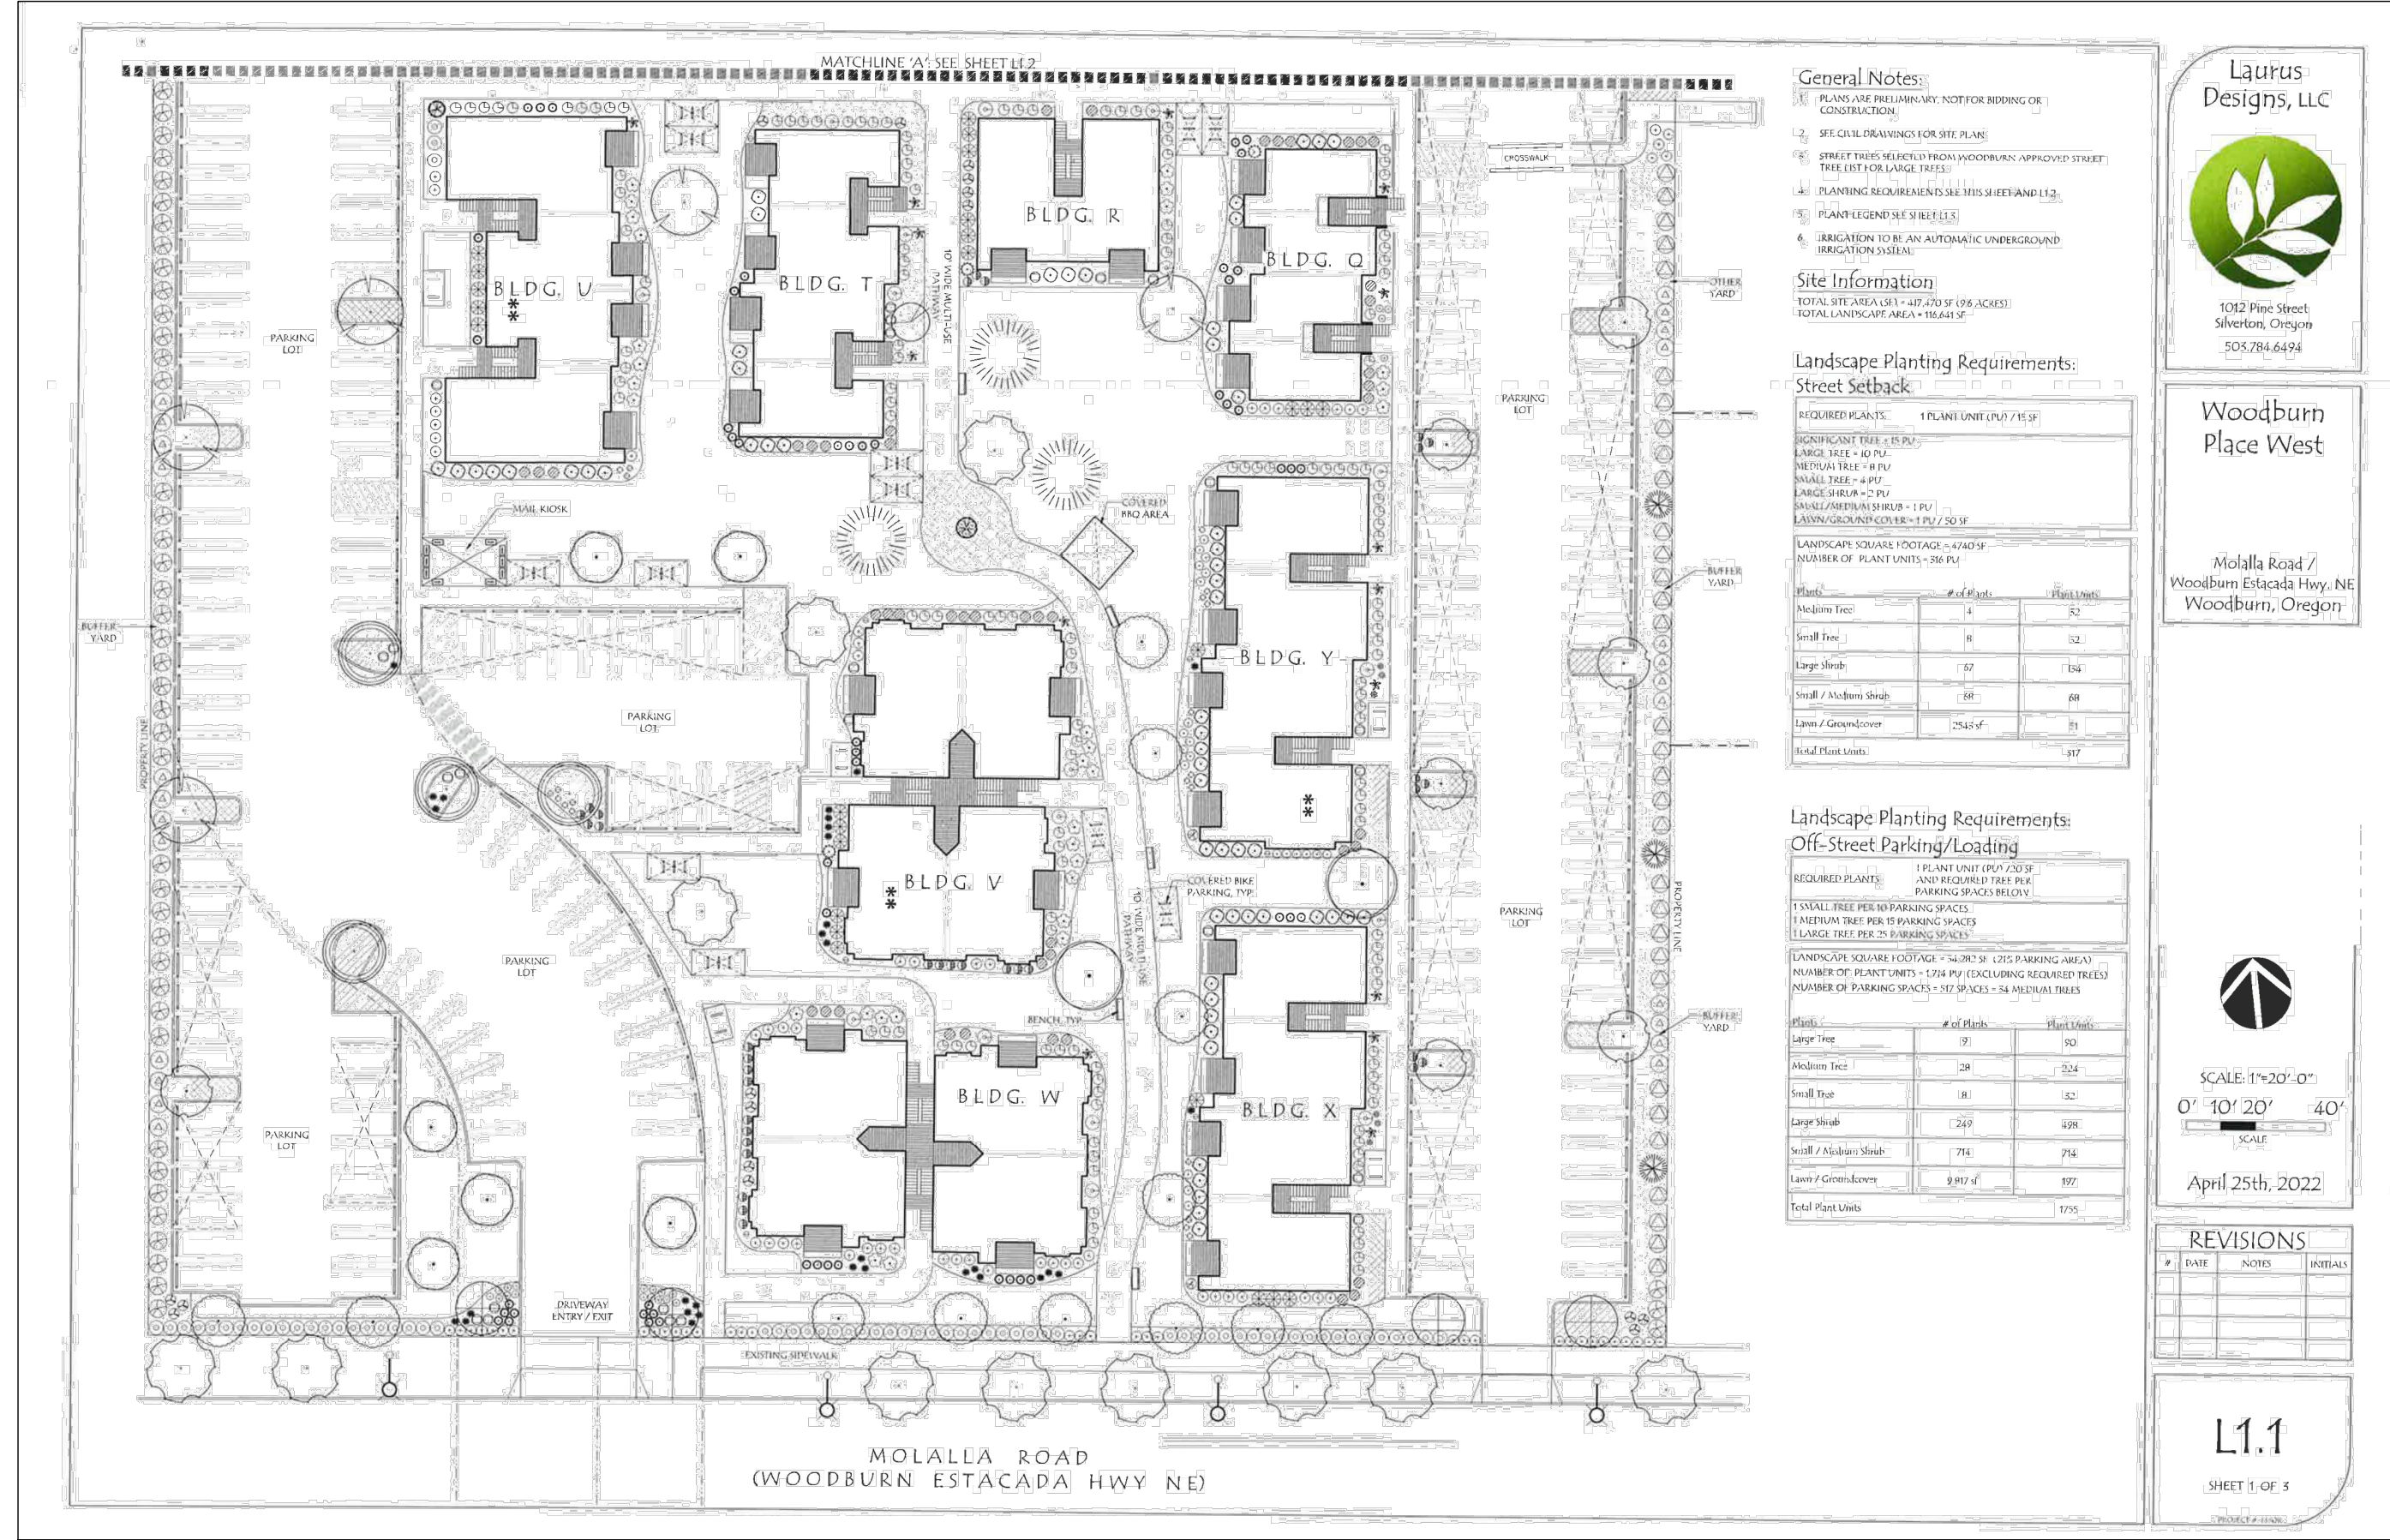 MATCHLINE 'A': SEE SHEET L1.2
BLDG. U
**
BLDG. T
BLDG. R
BLDG. Q
BLDG. Y
**
BLDG. V
**
BLDG. W
BLDG. X
10' WIDE MULTI-USE
PATHWAY
10' WIDE MULTI-USE
PATHWAY
CROSSWALK
PARKING
LOT
PARKING
LOT
PARKING
LOT
PARKING
LOT
PARKING
LOT
PARKING
LOT
MAIL KIOSK
COVERED
BBQ AREA
COVERED BIKE
PARKING, TYP.
BENCH, TYP.
OTHER
YARD
BUFFER
YARD
BUFFER
YARD
BUFFER
YARD
PROPERTY LINE
PROPERTY LINE
DRIVEWAY
ENTRY / EXIT
EXISTING SIDEWALK
MOLALLA ROAD
(WOODBURN ESTACADA HWY NE)
General Notes:
1. PLANS ARE PRELIMINARY, NOT FOR BIDDING OR
CONSTRUCTION.
2. SEE CIVIL DRAWINGS FOR SITE PLAN
3. STREET TREES SELECTED FROM WOODBURN APPROVED STREET
TREE LIST FOR LARGE TREES.
4. PLANTING REQUIREMENTS SEE THIS SHEET AND L1.2
5. PLANT LEGEND SEE SHEET L1.3
6. IRRIGATION TO BE AN AUTOMATIC UNDERGROUND
IRRIGATION SYSTEM.
Site Information
TOTAL SITE AREA (SF) = 417,470 SF (9.6 ACRES)
TOTAL LANDSCAPE AREA = 116,641 SF
Landscape Planting Requirements:
Street Setback
REQUIRED PLANTS: 1 PLANT UNIT (PU) / 15 SF
SIGNIFICANT TREE = 15 PU
LARGE TREE = 10 PU
MEDIUM TREE = 8 PU
SMALL TREE = 4 PU
LARGE SHRUB = 2 PU
SMALL/MEDIUM SHRUB = 1 PU
LAWN/GROUND COVER = 1 PU / 50 SF
LANDSCAPE SQUARE FOOTAGE = 4740 SF
NUMBER OF PLANT UNITS = 316 PU
Plants # of Plants Plant Units
Medium Tree 4 32
Small Tree 8 32
Large Shrub 67 134
Small / Medium Shrub 68 68
Lawn / Groundcover 2543 sf 51
Total Plant Units 317
Landscape Planting Requirements:
Off-Street Parking/Loading
REQUIRED PLANTS 1 PLANT UNIT (PU) / 20 SF
AND REQUIRED TREE PER
PARKING SPACES BELOW
1 SMALL TREE PER 10 PARKING SPACES
1 MEDIUM TREE PER 15 PARKING SPACES
1 LARGE TREE PER 25 PARKING SPACES
LANDSCAPE SQUARE FOOTAGE = 34,282 SF (21% PARKING AREA)
NUMBER OF PLANT UNITS = 1,714 PU (EXCLUDING REQUIRED TREES)
NUMBER OF PARKING SPACES = 517 SPACES = 34 MEDIUM TREES
Plants # of Plants Plant Units
Large Tree 9 90
Medium Tree 28 224
Small Tree 8 32
Large Shrub 249 498
Small / Medium Shrub 714 714
Lawn / Groundcover 9,817 sf 197
Total Plant Units 1755
Laurus
Designs, LLC
1012 Pine Street
Silverton, Oregon
503.784.6494
Woodburn
Place West
Molalla Road /
Woodburn Estacada Hwy. NE
Woodburn, Oregon
SCALE: 1"=20'-0"
0' 10' 20' 40'
SCALE
April 25th, 2022
REVISIONS
# DATE NOTES INITIALS
L1.1
SHEET 1 OF 3